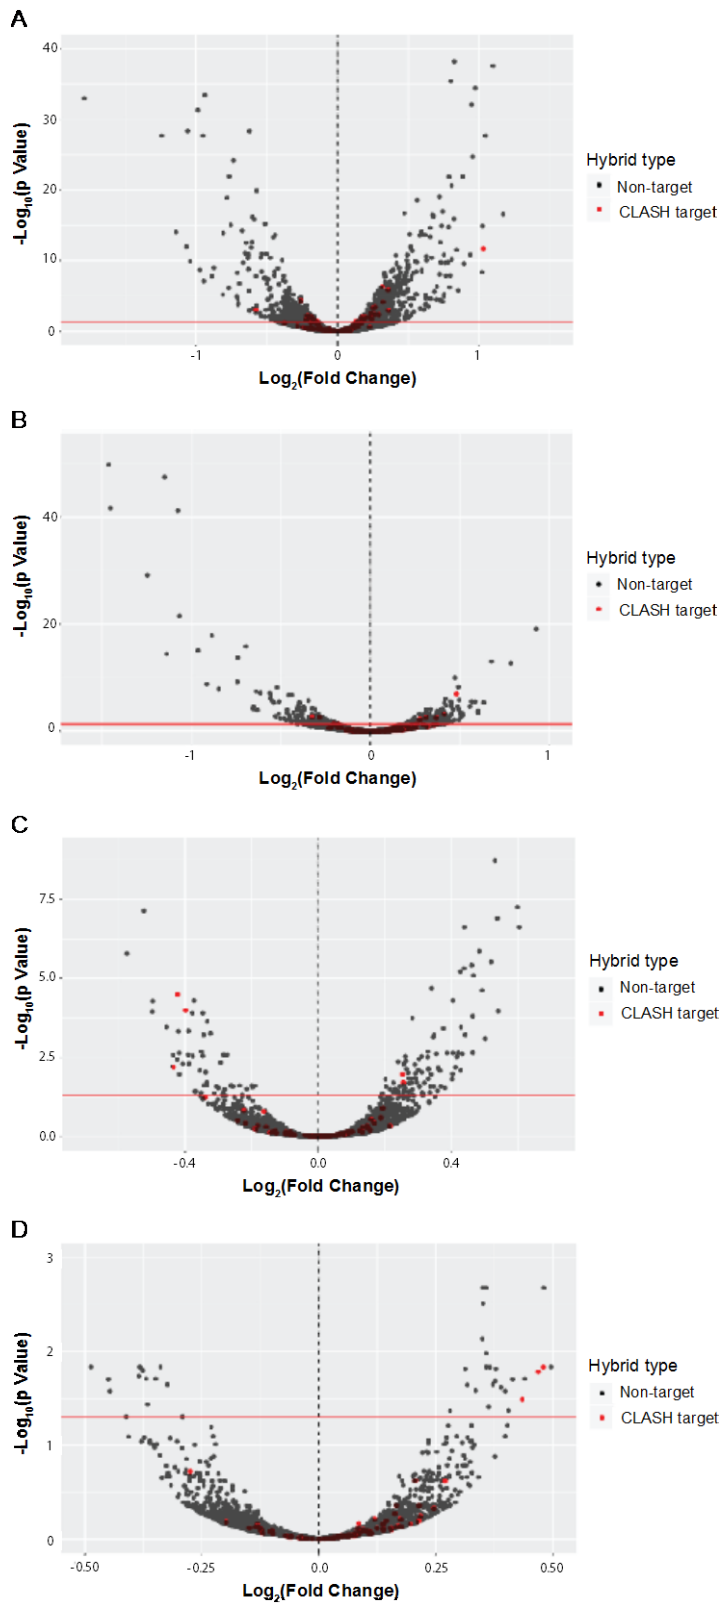 A
40
30
20
10
0
-Log10(p Value)
-1
0
1
Log2(Fold Change)
Hybrid type
Non-target
CLASH target
B
40
20
0
-Log10(p Value)
-1
0
1
Log2(Fold Change)
Hybrid type
Non-target
CLASH target
C
7.5
5.0
2.5
0.0
-Log10(p Value)
-0.4
0.0
0.4
Log2(Fold Change)
Hybrid type
Non-target
CLASH target
D
3
2
1
0
-Log10(p Value)
-0.50
-0.25
0.0
0.25
0.50
Log2(Fold Change)
Hybrid type
Non-target
CLASH target